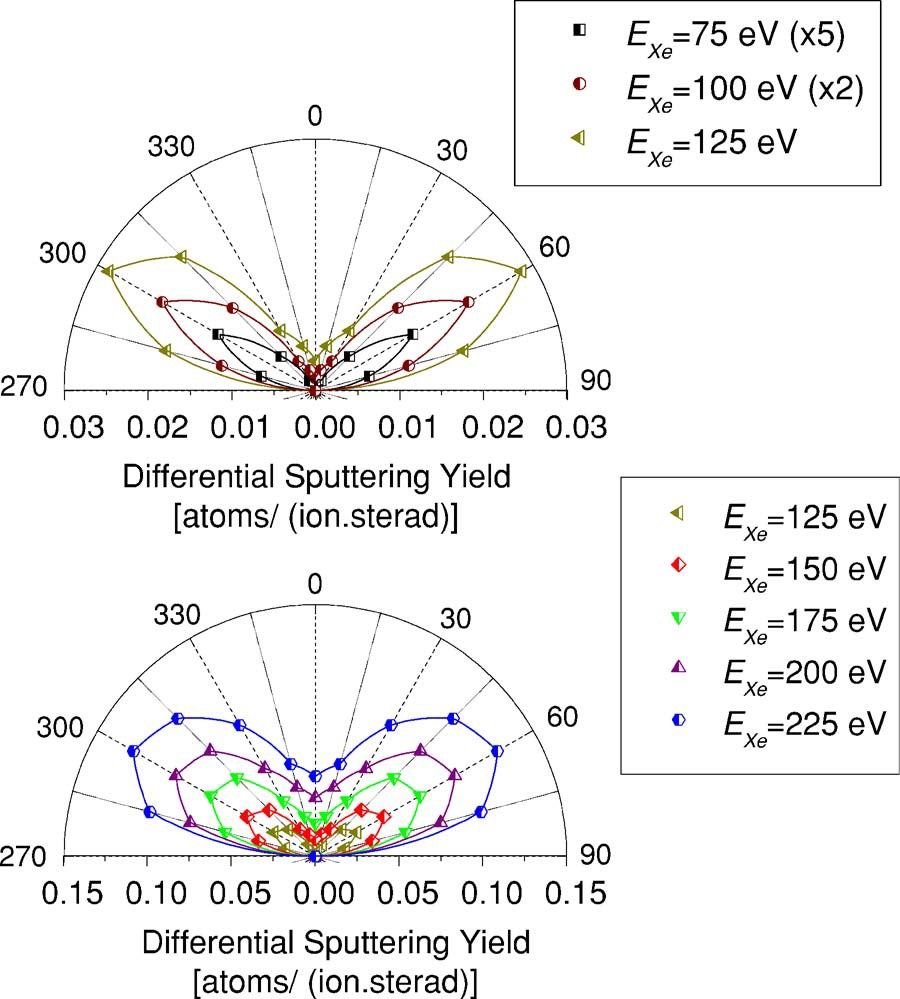 E_Xe=75 eV (x5)
E_Xe=100 eV (x2)
E_Xe=125 eV
0
330
30
300
60
270
90
0.03 0.02 0.01 0.00 0.01 0.02 0.03
Differential Sputtering Yield
[atoms/ (ion.sterad)]
E_Xe=125 eV
E_Xe=150 eV
E_Xe=175 eV
E_Xe=200 eV
E_Xe=225 eV
0
330
30
300
60
270
90
0.15 0.10 0.05 0.00 0.05 0.10 0.15
Differential Sputtering Yield
[atoms/ (ion.sterad)]